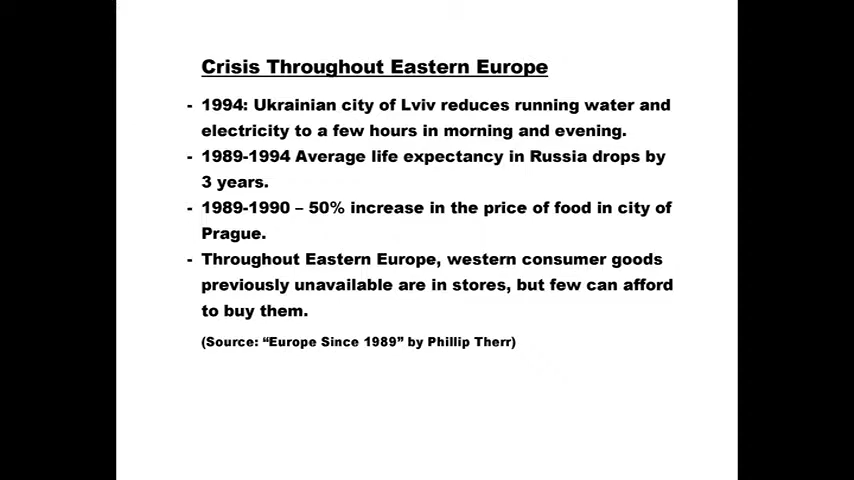 Crisis Throughout Eastern Europe
- 1994: Ukrainian city of Lviv reduces running water and
electricity to a few hours in morning and evening.
- 1989-1994 Average life expectancy in Russia drops by
3 years.
- 1989-1990 – 50% increase in the price of food in city of
Prague.
- Throughout Eastern Europe, western consumer goods
previously unavailable are in stores, but few can afford
to buy them.
(Source: “Europe Since 1989” by Phillip Therr)